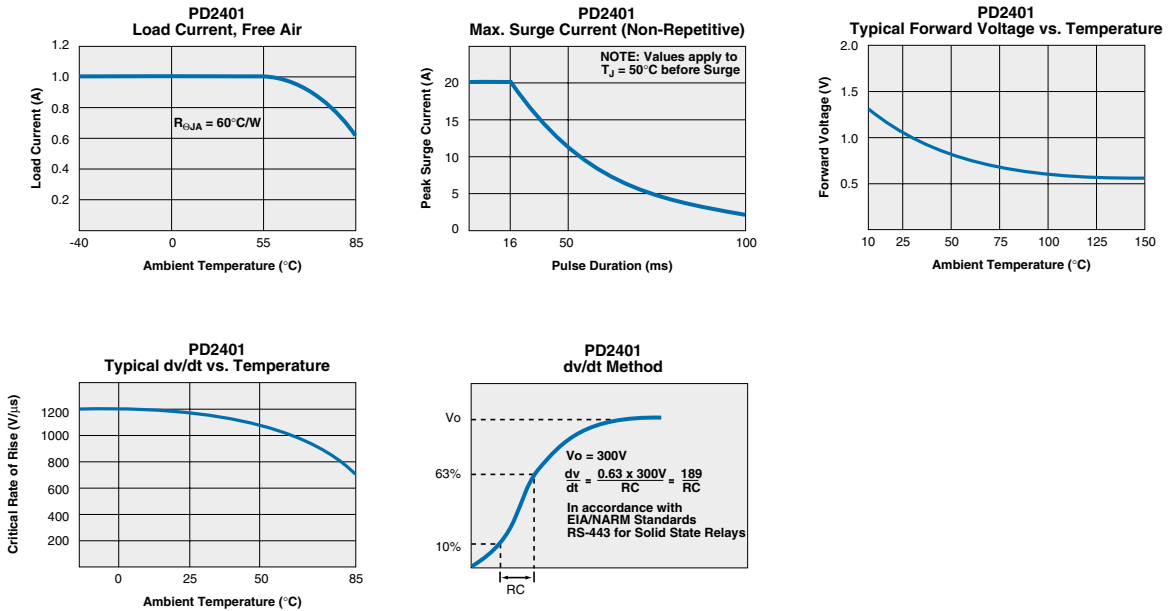 PD2401
Load Current, Free Air
1.2
1.0
0.8
0.6
0.4
0.2
Load Current (A)
RΘJA = 60°C/W
-40
0
55
85
Ambient Temperature (°C)
PD2401
Max. Surge Current (Non-Repetitive)
NOTE: Values apply to
TJ = 50°C before Surge
25
20
15
10
5
0
Peak Surge Current (A)
16
50
100
Pulse Duration (ms)
PD2401
Typical Forward Voltage vs. Temperature
2.0
1.5
1.0
0.5
Forward Voltage (V)
10
25
50
75
100
125
150
Ambient Temperature (°C)
PD2401
Typical dv/dt vs. Temperature
1200
1000
800
600
400
200
Critical Rate of Rise (V/μs)
0
25
50
85
Ambient Temperature (°C)
PD2401
dv/dt Method
Vo
63%
10%
Vo = 300V
dv/dt = 0.63 x 300V/RC = 189/RC
In accordance with
EIA/NARM Standards
RS-443 for Solid State Relays
RC